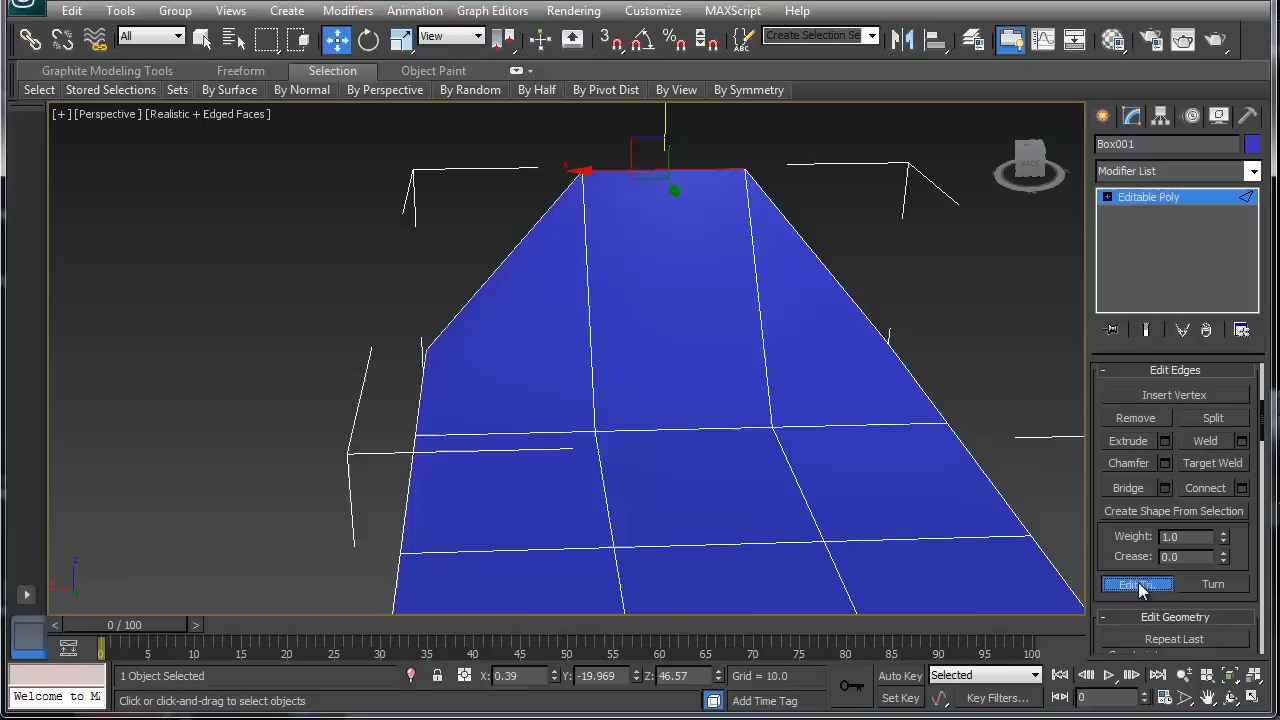 Edit Tools Group Views Create Modifiers Animation Graph Editors Rendering Customize MAXScript Help
All View Create Selection Se
Graphite Modeling Tools Freeform Selection Object Paint
Select Stored Selections Sets By Surface By Normal By Perspective By Random By Half By Pivot Dist By View By Symmetry
[+] [Perspective] [Realistic + Edged Faces]
Box001
Modifier List
Editable Poly
Edit Edges
Insert Vertex
Remove Split
Extrude Weld
Chamfer Target Weld
Bridge Connect
Create Shape From Selection
Weight: 1.0
Crease: 0.0
Turn
Edit Geometry
Repeat Last
BACK
x
z
0 / 100
0 5 10 15 20 25 30 35 40 45 50 55 60 65 70 75 80 85 90 95 100
1 Object Selected X: 0.39 Y: -19.969 Z: 46.57 Grid = 10.0 Auto Key Selected
Welcome to MA Click or click-and-drag to select objects Add Time Tag Set Key Key Filters... 0